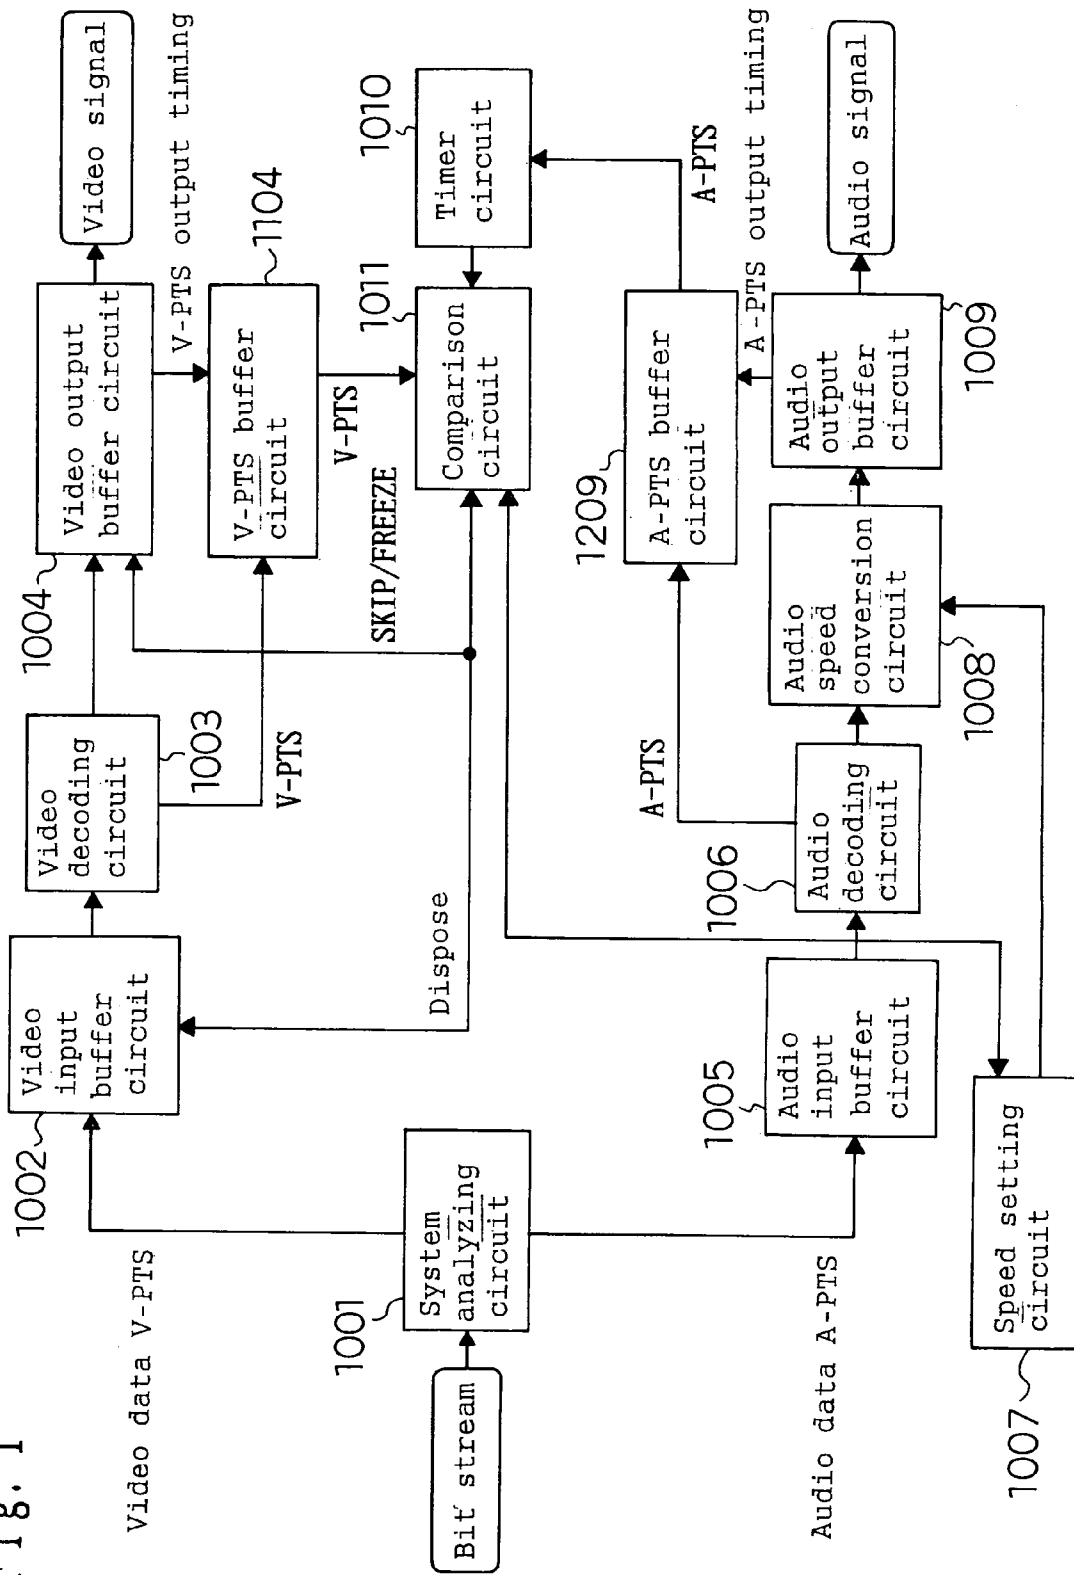 Fig. 1
Bit stream
1001
System
analyzing
circuit
Video data V-PTS
Audio data A-PTS
1002
Video
input
buffer
circuit
Dispose
1003
Video
decoding
circuit
V-PTS
1004
Video output
buffer circuit
Video signal
V-PTS output timing
1104
V-PTS buffer
circuit
V-PTS
SKIP/FREEZE
1011
Comparison
circuit
1010
Timer
circuit
A-PTS
1005
Audio
input
buffer
circuit
1006
Audio
decoding
circuit
A-PTS
1209
A-PTS buffer
circuit
A-PTS output timing
1008
Audio
speed
conversion
circuit
1009
Audio
output
buffer
circuit
Audio signal
1007
Speed setting
circuit